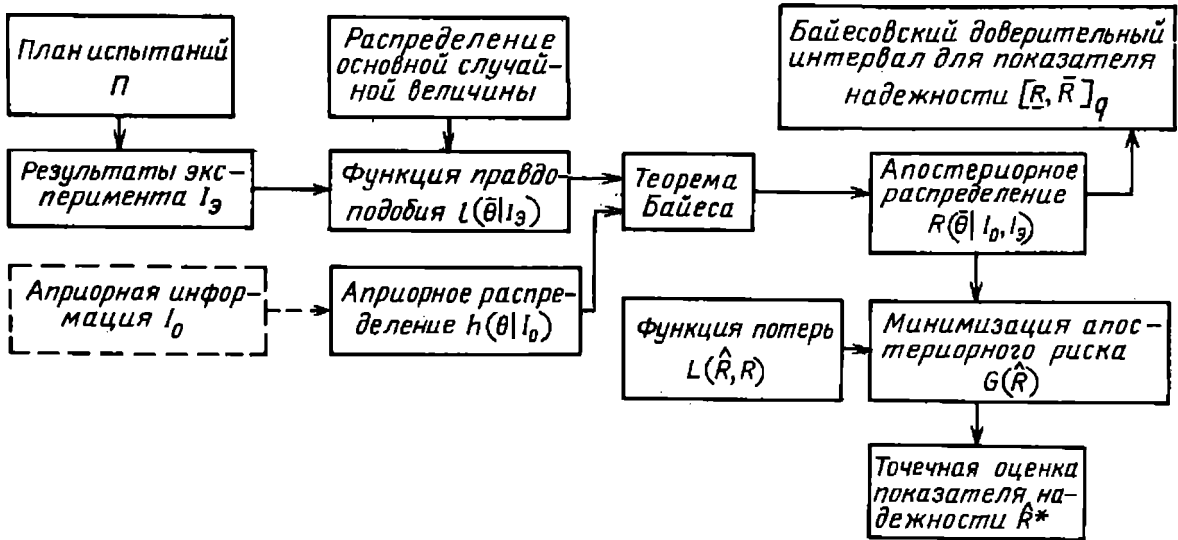 План испытаний
П
Распределение
основной случай-
ной величины
Байесовский доверительный
интервал для показателя
надежности [R̲, R̄]q
Результаты экс-
перимента Iэ
Функция правдо-
подобия l(θ̄|Iэ)
Теорема
Байеса
Апостериорное
распределение
R(θ̄|I₀, Iэ)
Априорная инфор-
мация I₀
Априорное распре-
деление h(θ|I₀)
Функция потерь
L(R̂, R)
Минимизация апос-
териорного риска
G(R̂)
Точечная оценка
показателя на-
дежности R̂*